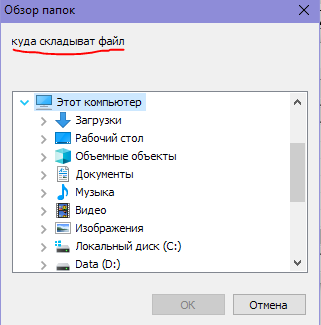 Обзор папок
куда складыват файл
Этот компьютер
Загрузки
Рабочий стол
Объемные объекты
Документы
Музыка
Видео
Изображения
Локальный диск (C:)
Data (D:)
OK
Отмена